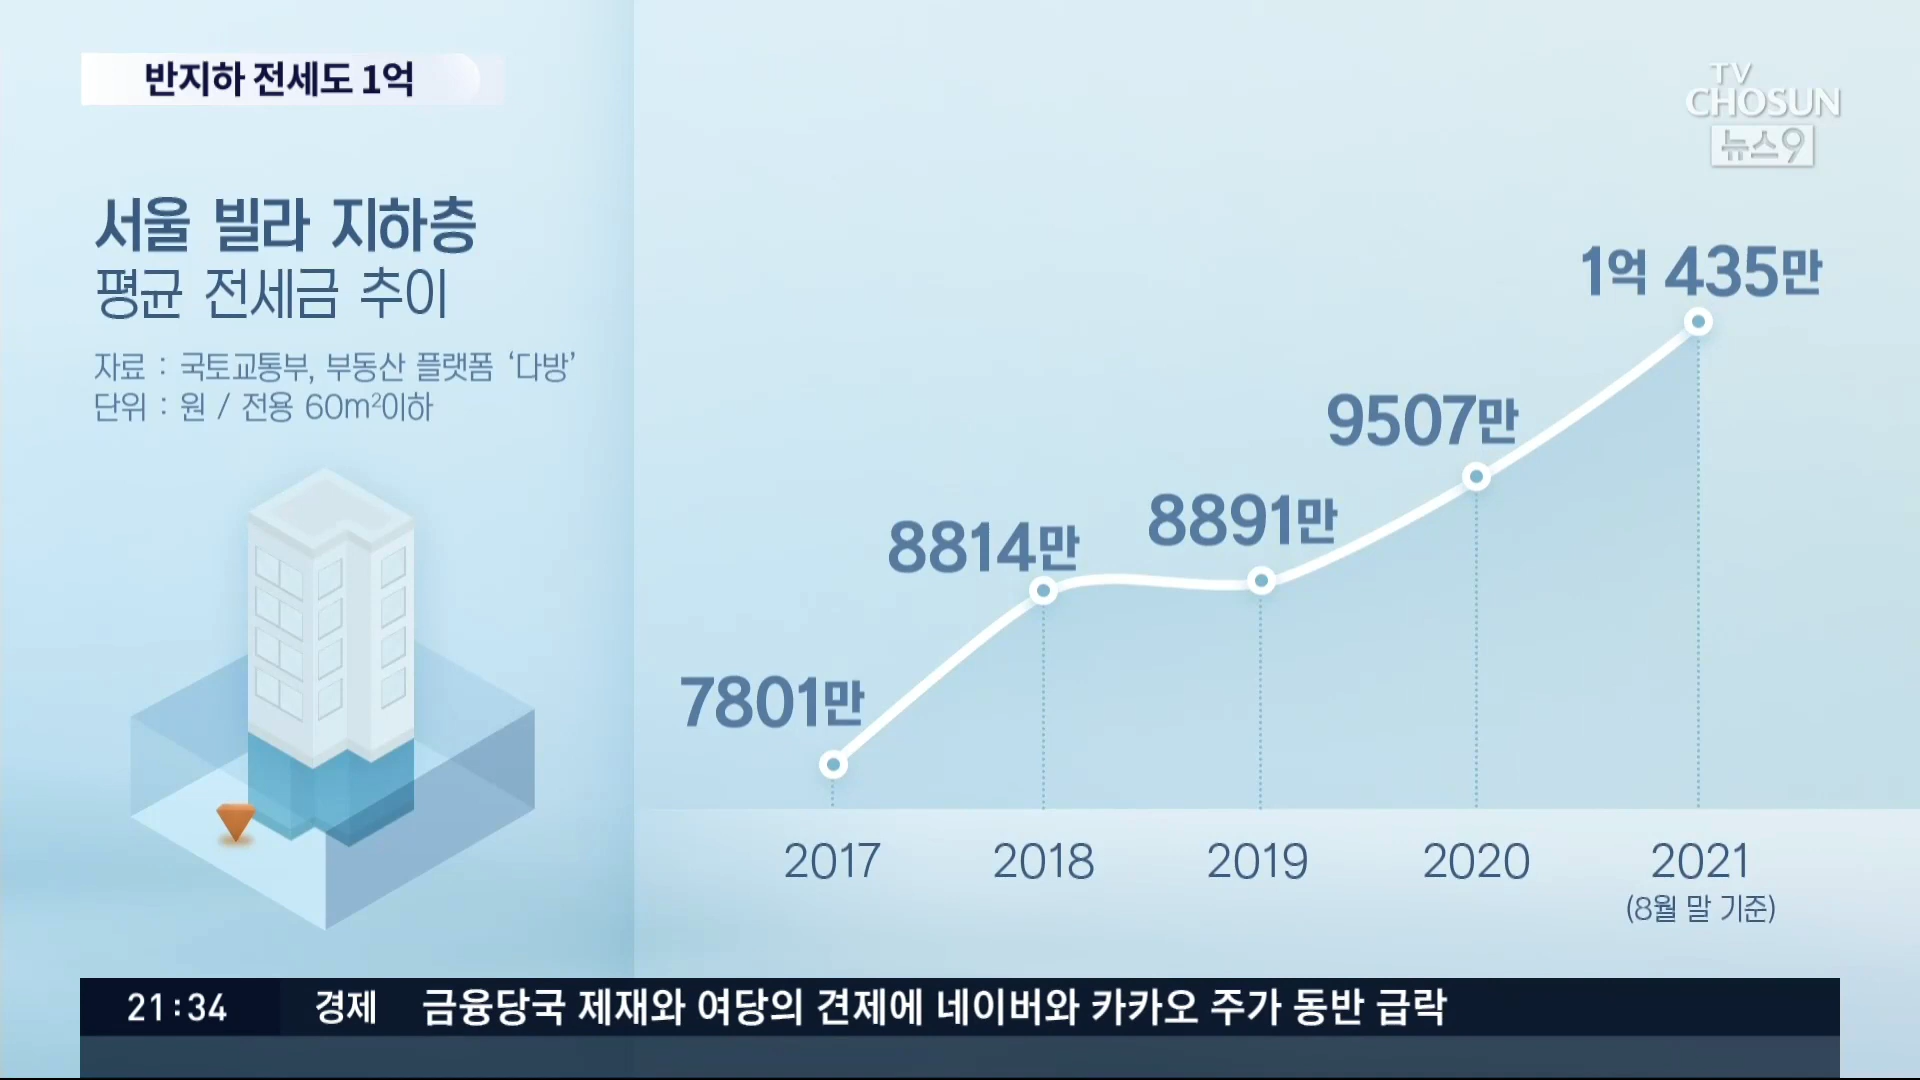 반지하 전세도 1억
TV
CHOSUN
뉴스9
서울 빌라 지하층
평균 전세금 추이
자료 : 국토교통부, 부동산 플랫폼 ‘다방’
단위 : 원 / 전용 60m²이하
7801만
8814만
8891만
9507만
1억 435만
2017
2018
2019
2020
2021
(8월 말 기준)
21:34 경제 금융당국 제재와 여당의 견제에 네이버와 카카오 주가 동반 급락